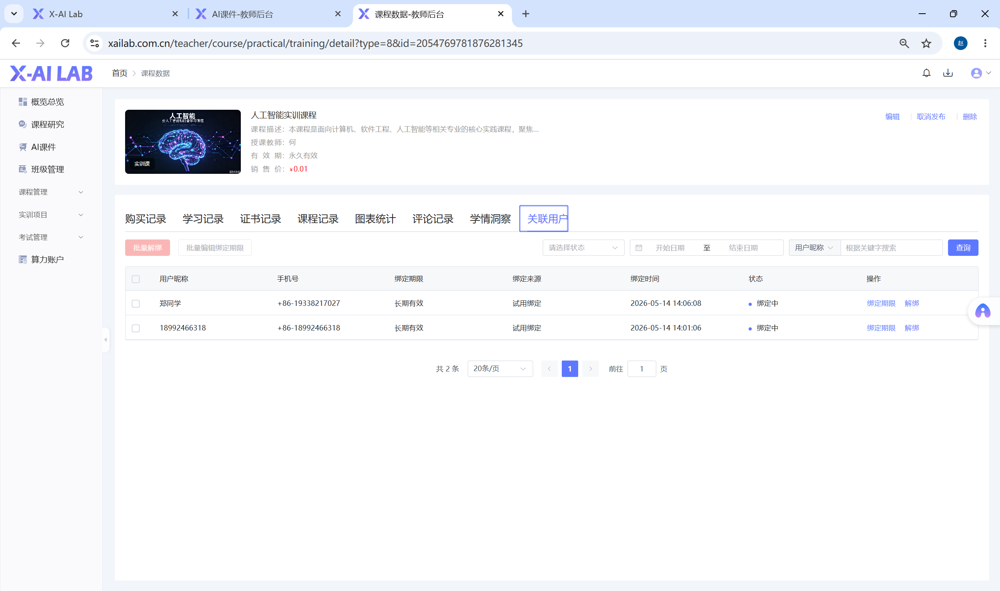 X-AI Lab
AI课件-教师后台
课程数据-教师后台
xailab.com.cn/teacher/course/practical/training/detail?type=8&id=2054769781876281345
赵
X-AI LAB
首页 > 课程数据
概览总览
课程研究
AI课件
班级管理
课程管理
实训项目
考试管理
算力账户
人工智能
分人工智能和机器学习课程
实训课
人工智能实训课程
课程描述：本课程是面向计算机、软件工程、人工智能等相关专业的核心实践课程，聚焦...
授课教师：何
有 效 期：永久有效
销 售 价：¥0.01
编辑 取消发布 删除
购买记录 学习记录 证书记录 课程记录 图表统计 评论记录 学情洞察 关联用户
批量解绑 批量编辑绑定期限 请选择状态 开始日期 至 结束日期 用户昵称 根据关键字搜索 查询
用户昵称 手机号 绑定期限 绑定来源 绑定时间 状态 操作
郑同学 +86-19338217027 长期有效 试用绑定 2026-05-14 14:06:08 绑定中 绑定期限 解绑
18992466318 +86-18992466318 长期有效 试用绑定 2026-05-14 14:01:06 绑定中 绑定期限 解绑
共 2 条 20条/页 1 前往 1 页